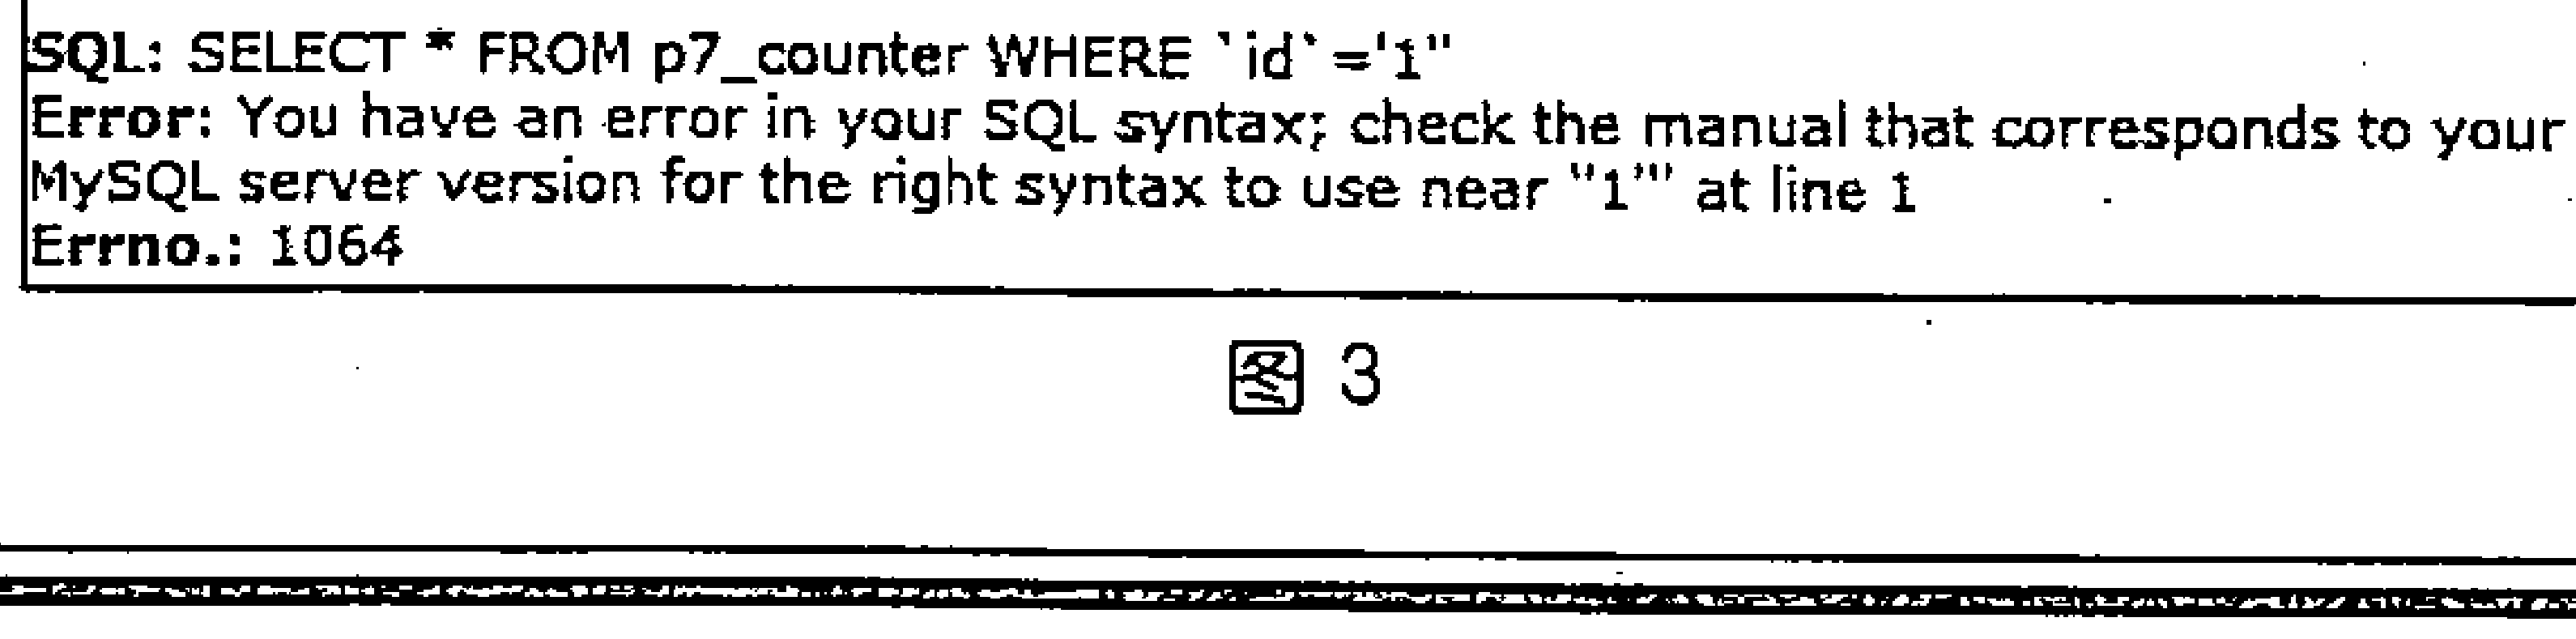 SQL: SELECT * FROM p7_counter WHERE `id`='1''
Error: You have an error in your SQL syntax; check the manual that corresponds to your
MySQL server version for the right syntax to use near ''1''' at line 1
Errno.: 1064
图 3